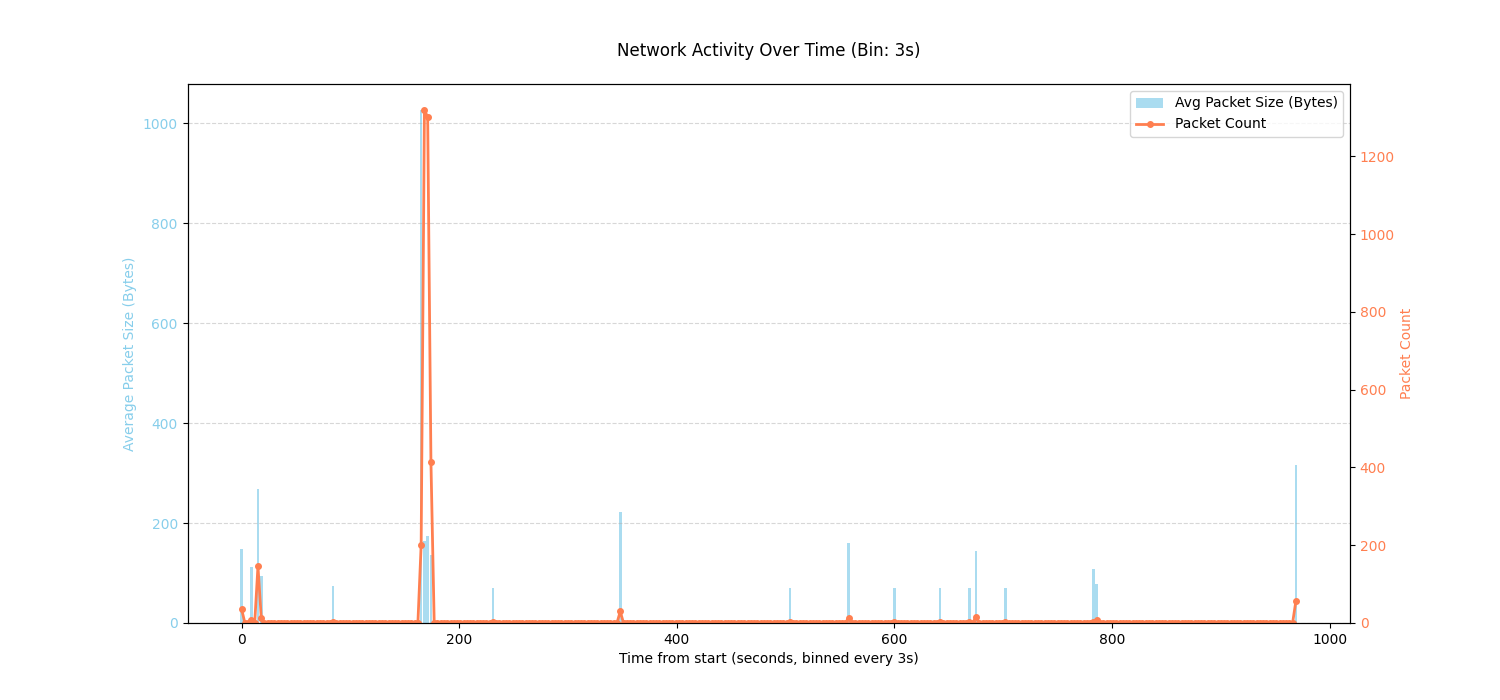 Network Activity Over Time (Bin: 3s)
Avg Packet Size (Bytes)
Packet Count
Average Packet Size (Bytes)
1000
800
600
400
200
0
1200
1000
800
600
400
200
0
Packet Count
0 200 400 600 800 1000
Time from start (seconds, binned every 3s)